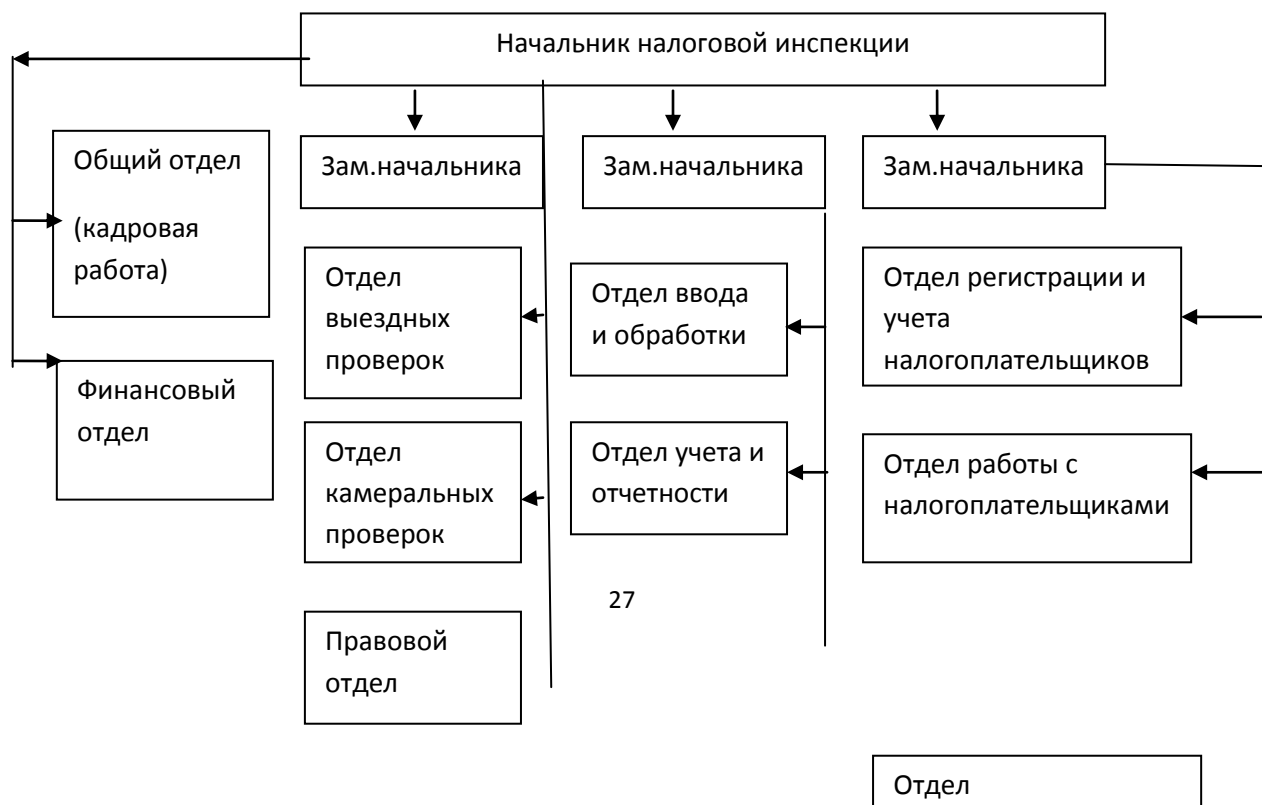 Начальник налоговой инспекции
Общий отдел
(кадровая
работа)
Финансовый
отдел
Зам.начальника
Зам.начальника
Зам.начальника
Отдел
выездных
проверок
Отдел ввода
и обработки
Отдел регистрации и
учета
налогоплательщиков
Отдел
камеральных
проверок
Отдел учета и
отчетности
Отдел работы с
налогоплательщиками
27
Правовой
отдел
Отдел